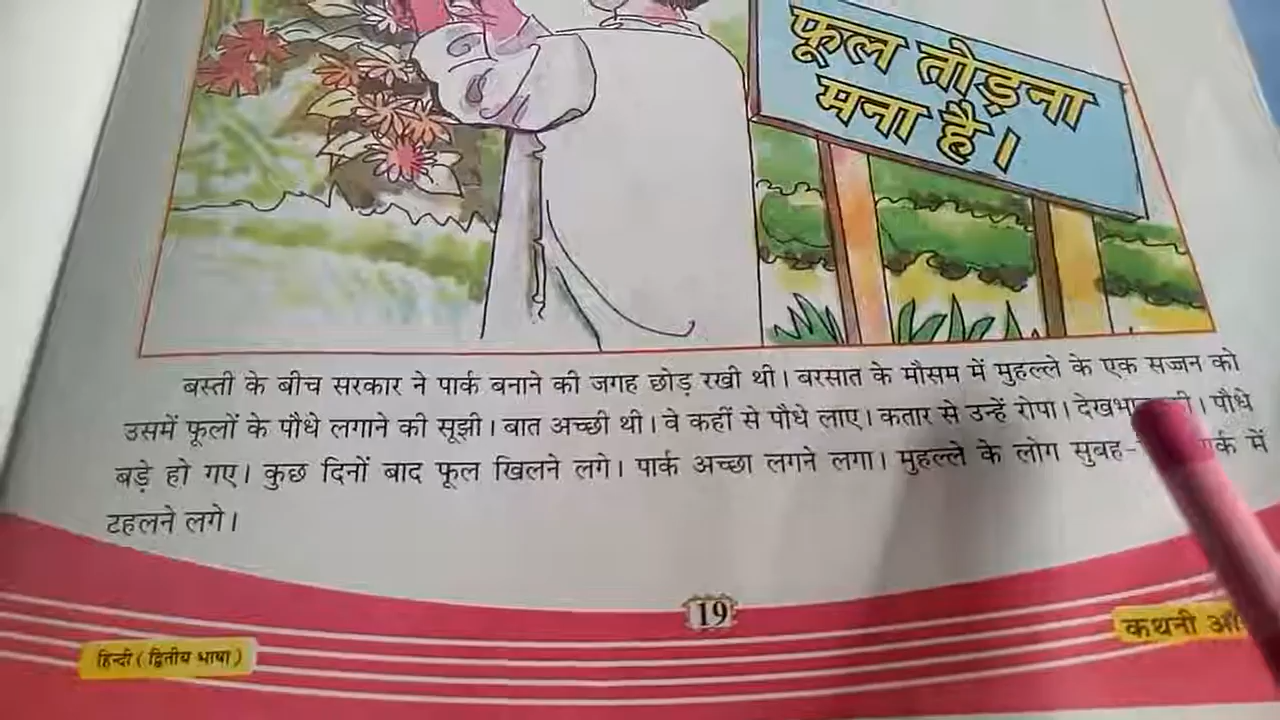 फूल तोड़ना
मना है।
बस्ती के बीच सरकार ने पार्क बनाने की जगह छोड़ रखी थी। बरसात के मौसम में मुहल्ले के एक सज्जन को
उसमें फूलों के पौधे लगाने की सूझी। बात अच्छी थी। वे कहीं से पौधे लाए। कतार से उन्हें रोपा। पौधे
बड़े हो गए। कुछ दिनों बाद फूल खिलने लगे। पार्क अच्छा लगने लगा। मुहल्ले के लोग सुबह- में
टहलने लगे।
19
हिन्दी (द्वितीय भाषा)
कथनी